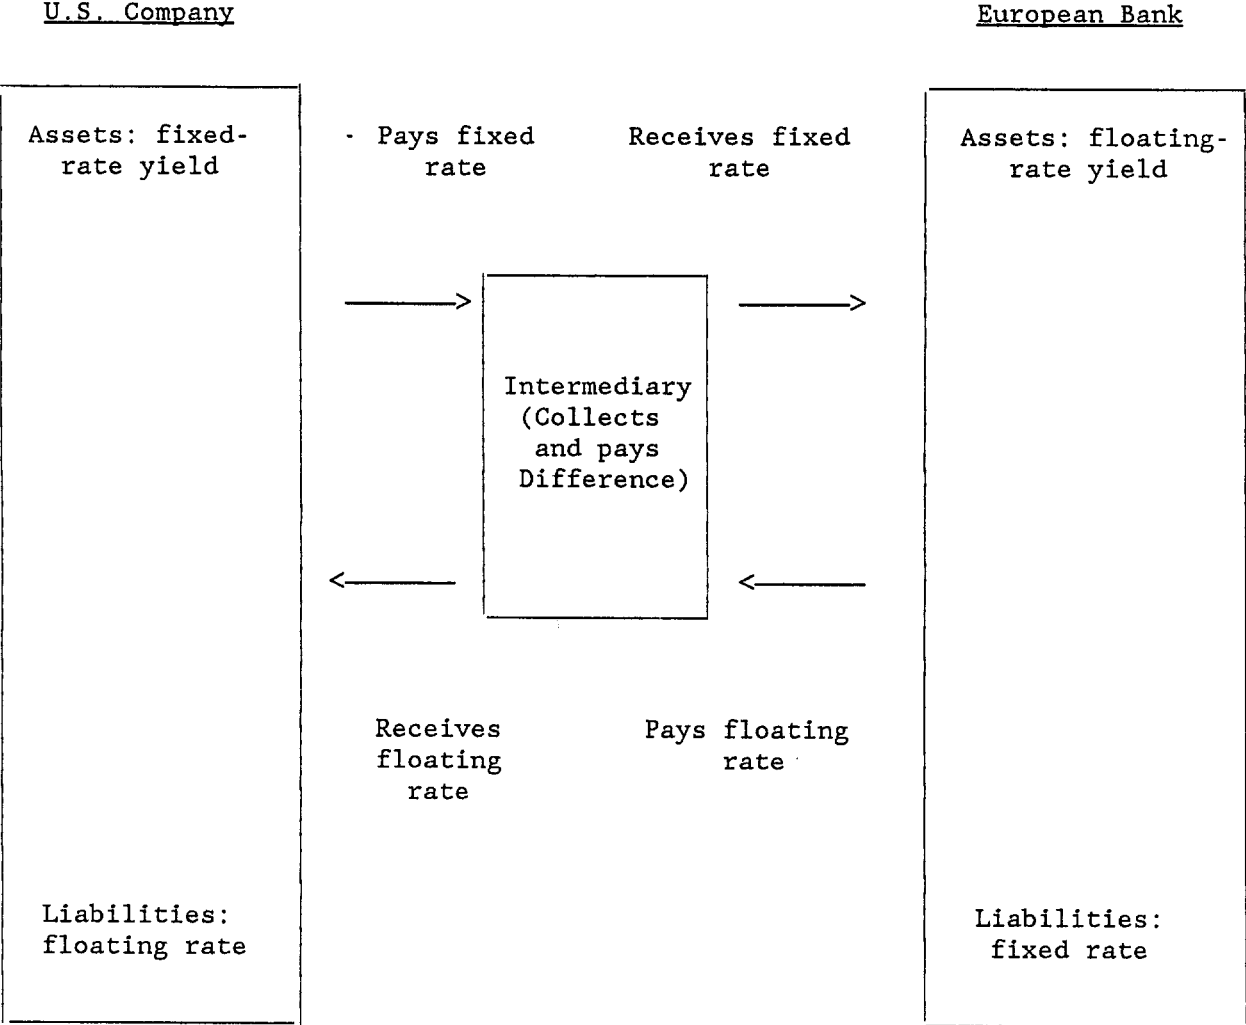 U.S. Company
European Bank
Assets: fixed-
rate yield
- Pays fixed
rate
Receives fixed
rate
Assets: floating-
rate yield
Intermediary
(Collects
and pays
Difference)
Receives
floating
rate
Pays floating
rate
Liabilities:
floating rate
Liabilities:
fixed rate